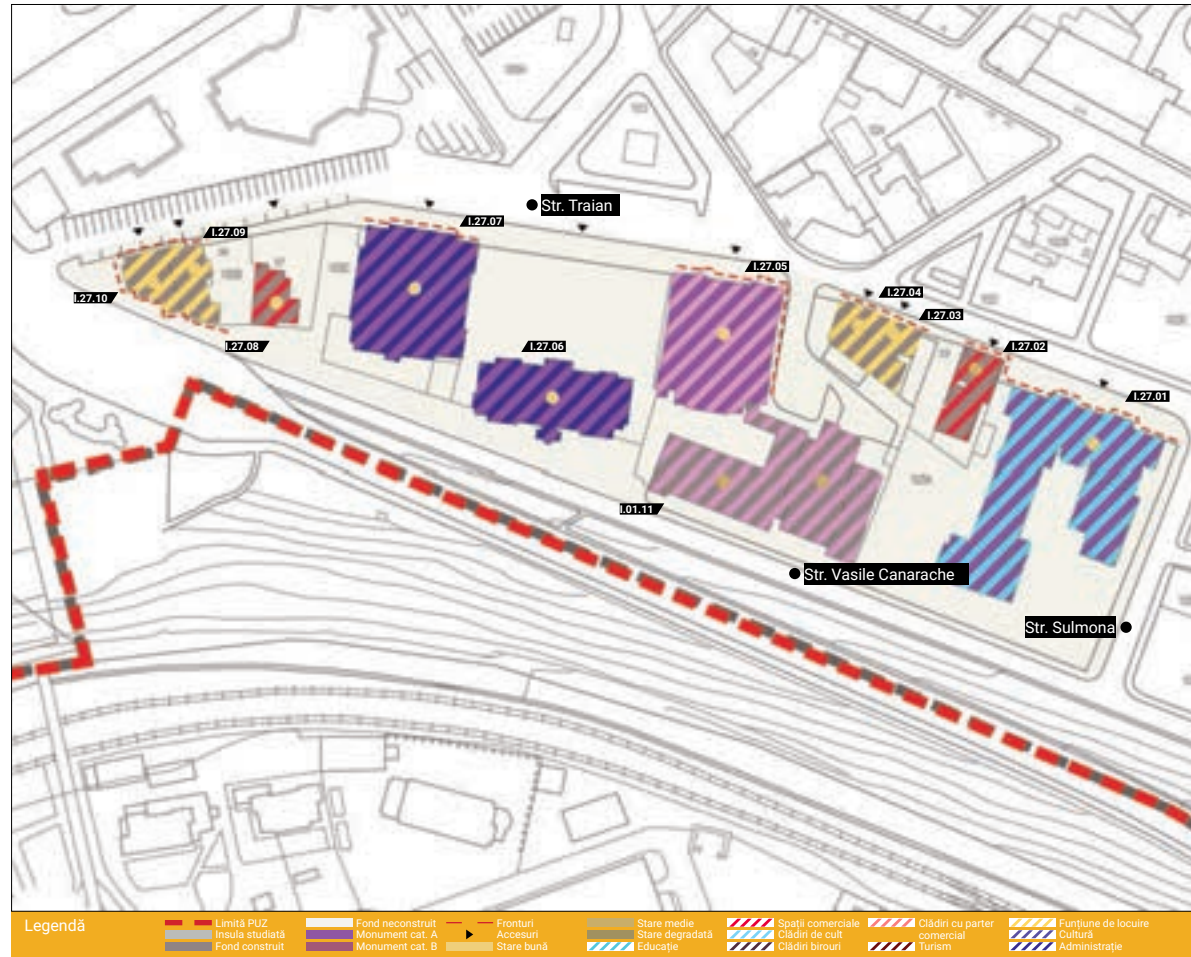 Str. Traian
I.27.07
I.27.09
I.27.05
I.27.10
I.27.04
I.27.03
I.27.08
I.27.06
I.27.02
I.27.01
I.01.11
Str. Vasile Canarache
Str. Sulmona
Legendă
Limită PUZ
Insula studiată
Fond construit
Fond neconstruit
Monument cat. A
Monument cat. B
Fronturi
Accesuri
Stare bună
Stare medie
Stare degradată
Educație
Spații comerciale
Clădiri de cult
Clădiri birouri
Clădiri cu parter
comercial
Turism
Funțiune de locuire
Cultură
Administrație